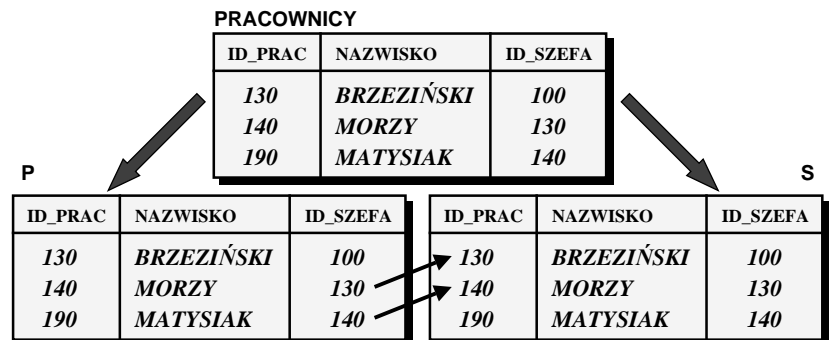 PRACOWNICY
ID_PRAC NAZWISKO ID_SZEFA
130 BRZEZIŃSKI 100
140 MORZY 130
190 MATYSIAK 140
P
ID_PRAC NAZWISKO ID_SZEFA
130 BRZEZIŃSKI 100
140 MORZY 130
190 MATYSIAK 140
S
ID_PRAC NAZWISKO ID_SZEFA
130 BRZEZIŃSKI 100
140 MORZY 130
190 MATYSIAK 140